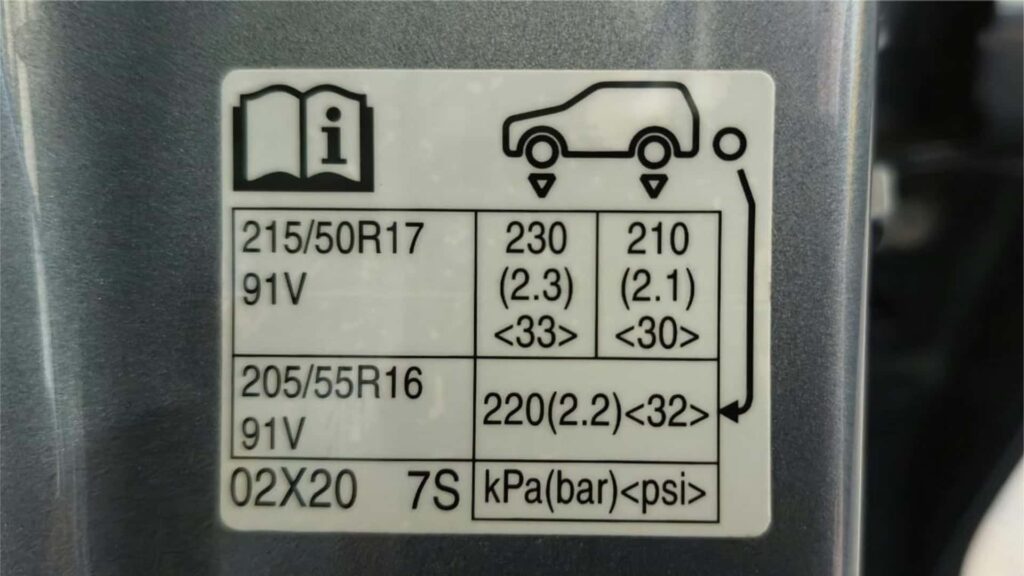 i
215/50R17
91V
230
(2.3)
<33>
210
(2.1)
<30>
205/55R16
91V
220(2.2)<32>
02X20 7S
kPa(bar)<psi>